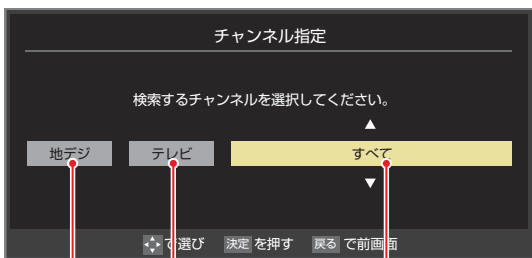 チャンネル指定
検索するチャンネルを選択してください。
▲
地デジ テレビ すべて
▼
で選び 決定 を押す 戻る で前画面